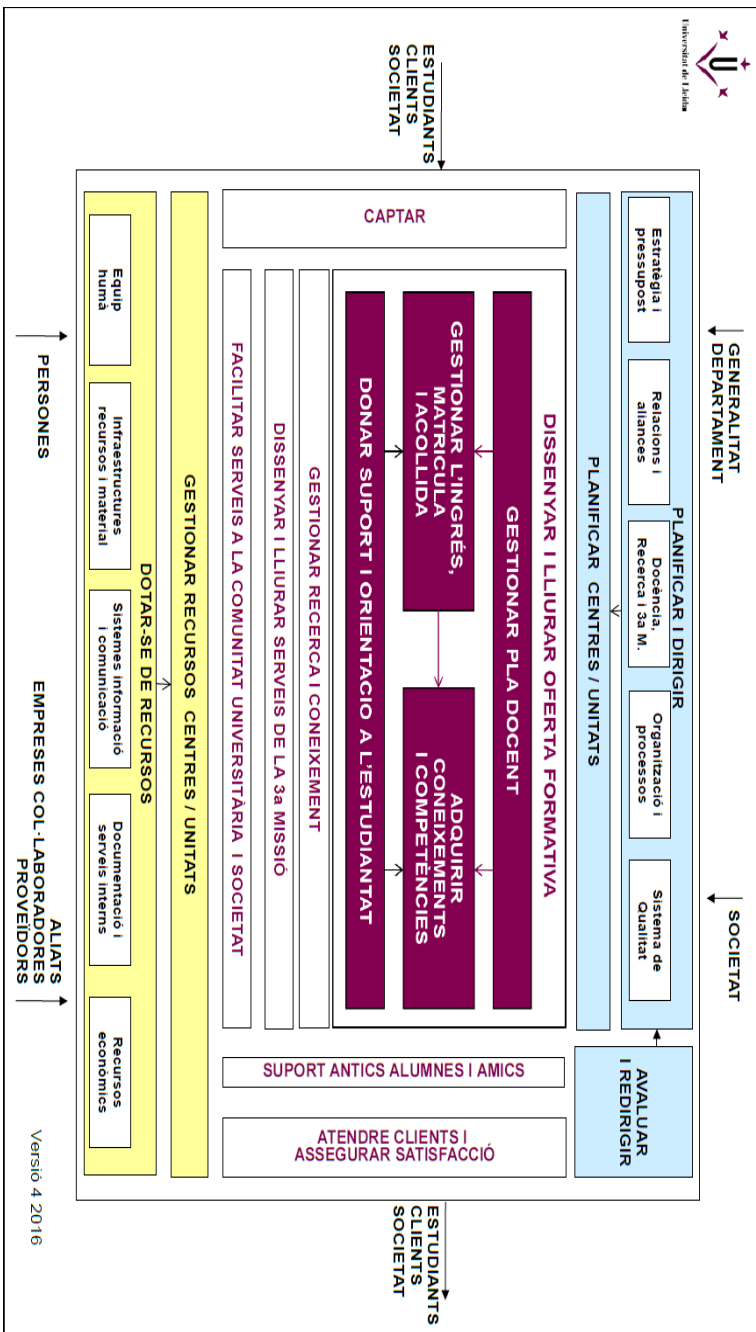 Universitat de Lleida
GENERALITAT
DEPARTAMENT
SOCIETAT
PLANIFICAR I DIRIGIR
Estratègia i
pressupost
Relacions i
aliances
Docència,
Recerca i 3a M.
Organització i
processos
Sistema de
Qualitat
AVALUAR
I REDIRIGIR
PLANIFICAR CENTRES / UNITATS
ESTUDIANTS
CLIENTS
SOCIETAT
CAPTAR
DISSENYAR I LLIURAR OFERTA FORMATIVA
GESTIONAR PLA DOCENT
GESTIONAR L'INGRÉS,
MATRICULA
I ACOLLIDA
ADQUIRIR
CONEIXEMENTS
I COMPETÈNCIES
DONAR SUPORT I ORIENTACIO A L'ESTUDIANTAT
GESTIONAR RECERCA I CONEIXEMENT
DISSENYAR I LLIURAR SERVEIS DE LA 3a MISSIÓ
FACILITAR SERVEIS A LA COMUNITAT UNIVERSITÀRIA I SOCIETAT
SUPORT ANTICS ALUMNES I AMICS
ATENDRE CLIENTS I
ASSEGURAR SATISFACCIÓ
ESTUDIANTS
CLIENTS
SOCIETAT
GESTIONAR RECURSOS CENTRES / UNITATS
DOTAR-SE DE RECURSOS
Equip
humà
Infraestructures
recursos i material
Sistemes informació
i comunicació
Documentació i
serveis interns
Recursos
econòmics
PERSONES
ALIATS
EMPRESES COL·LABORADORES
PROVEÏDORS
Versió 4 2016